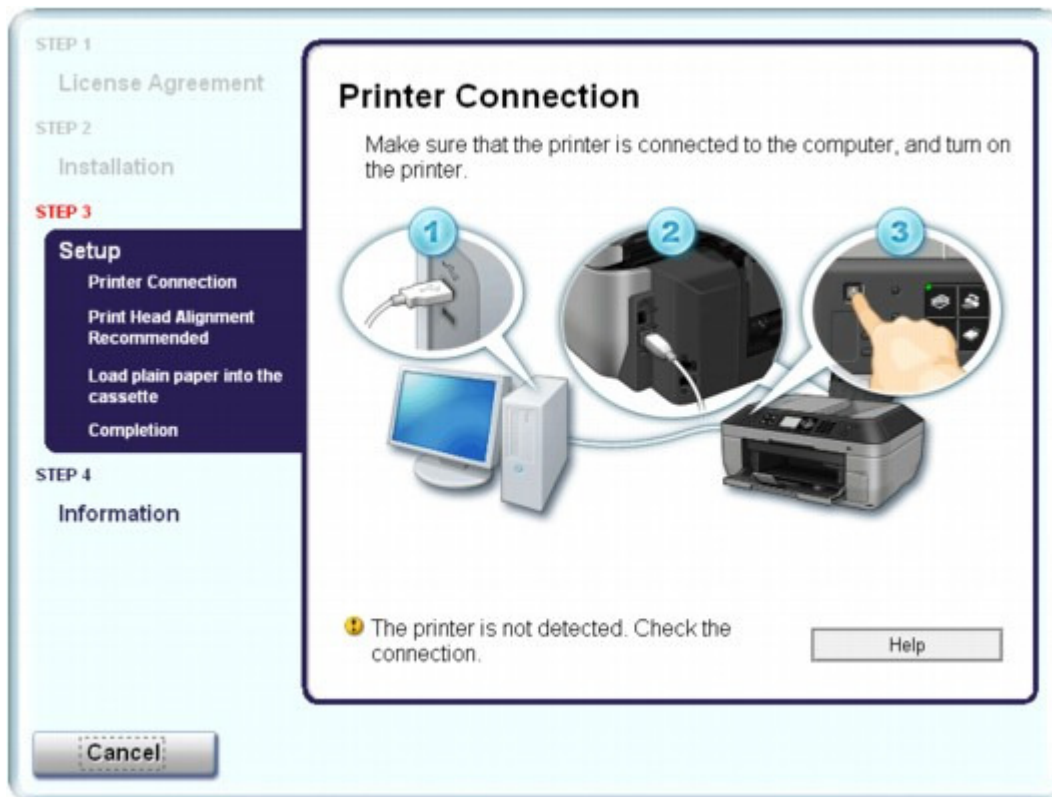 STEP 1
License Agreement
STEP 2
Installation
STEP 3
Setup
Printer Connection
Print Head Alignment
Recommended
Load plain paper into the
cassette
Completion
STEP 4
Information
Printer Connection
Make sure that the printer is connected to the computer, and turn on
the printer.
1
2
3
The printer is not detected. Check the
connection.
Help
Cancel